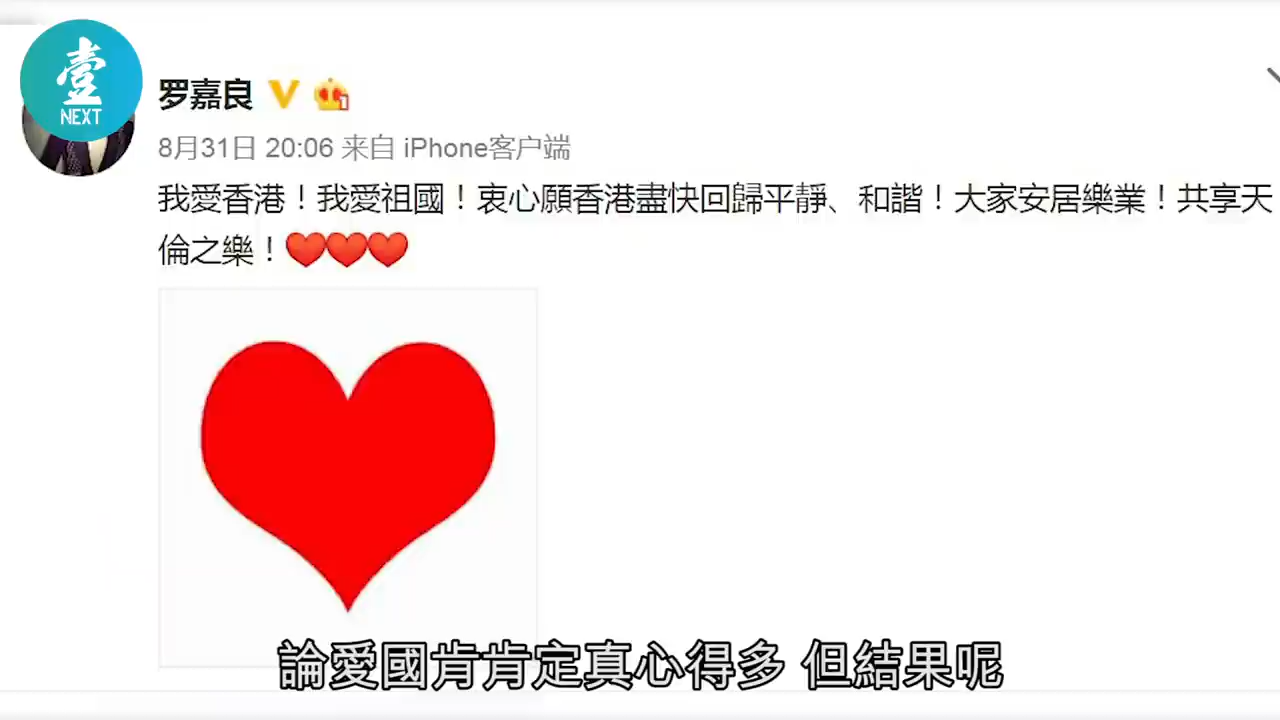 壹
NEXT
罗嘉良
8月31日 20:06 来自 iPhone客户端
我愛香港！我愛祖國！衷心願香港盡快回歸平靜、和諧！大家安居樂業！共享天
倫之樂！❤❤❤
論愛國肯肯定真心得多 但結果呢